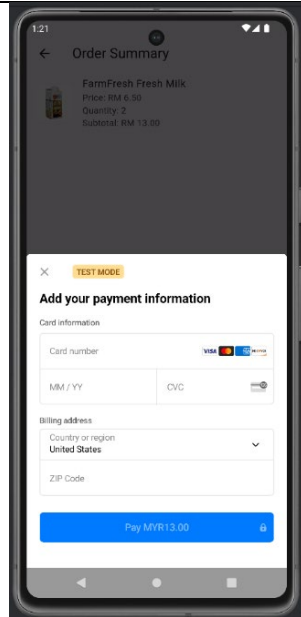 1:21
Order Summary
FarmFresh Fresh Milk
Price: RM 6.50
Quantity: 2
Subtotal: RM 13.00
TEST MODE
Add your payment information
Card information
Card number
VISA
MM / YY
CVC
Billing address
Country or region
United States
ZIP Code
Pay MYR13.00